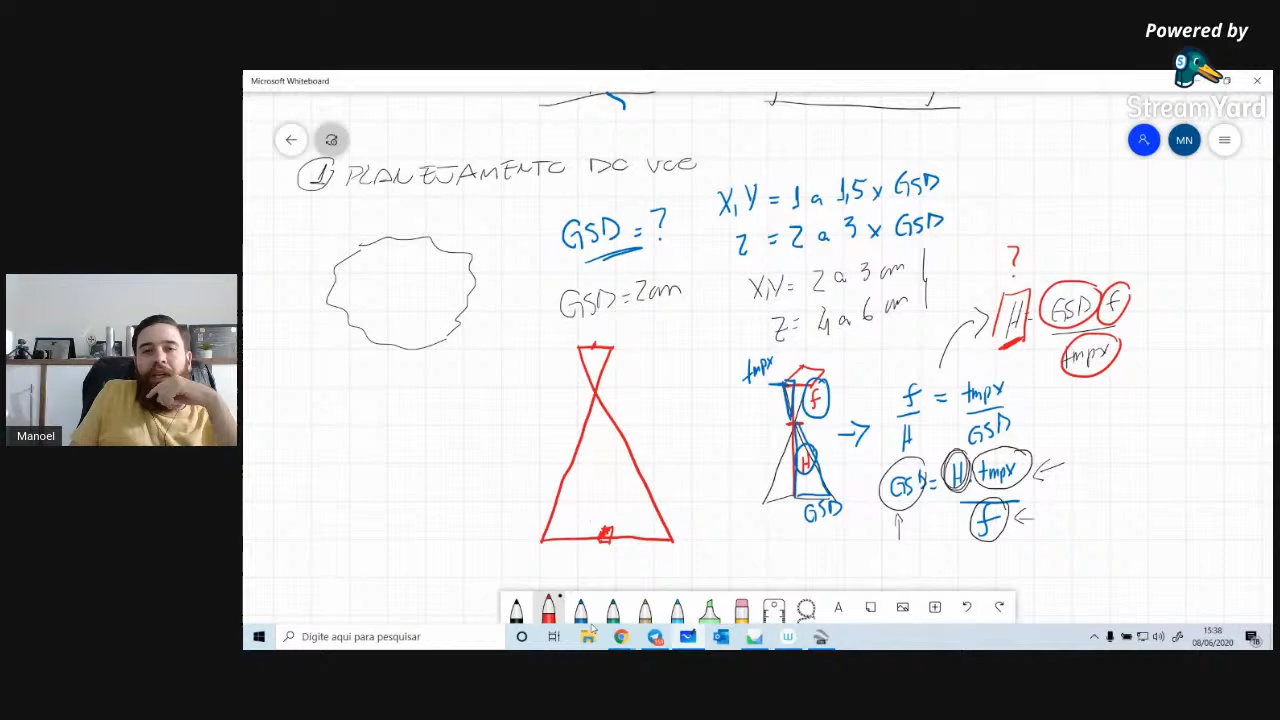 Powered by
StreamYard
Microsoft Whiteboard
MN
1 PLANEJAMENTO DO VOO
GSD = ?
X,Y = 1 a 1,5 x GSD
Z = 2 a 3 x GSD
GSD = 2cm
X,Y = 2 a 3 cm
Z = 4 a 6 cm
?
H = GSD f
tmpx
tmpx
f
H
GSD
f = tmpx
H GSD
GSD = H . tmpx
f
Manoel
A
Digite aqui para pesquisar
15:38
08/06/2020
18